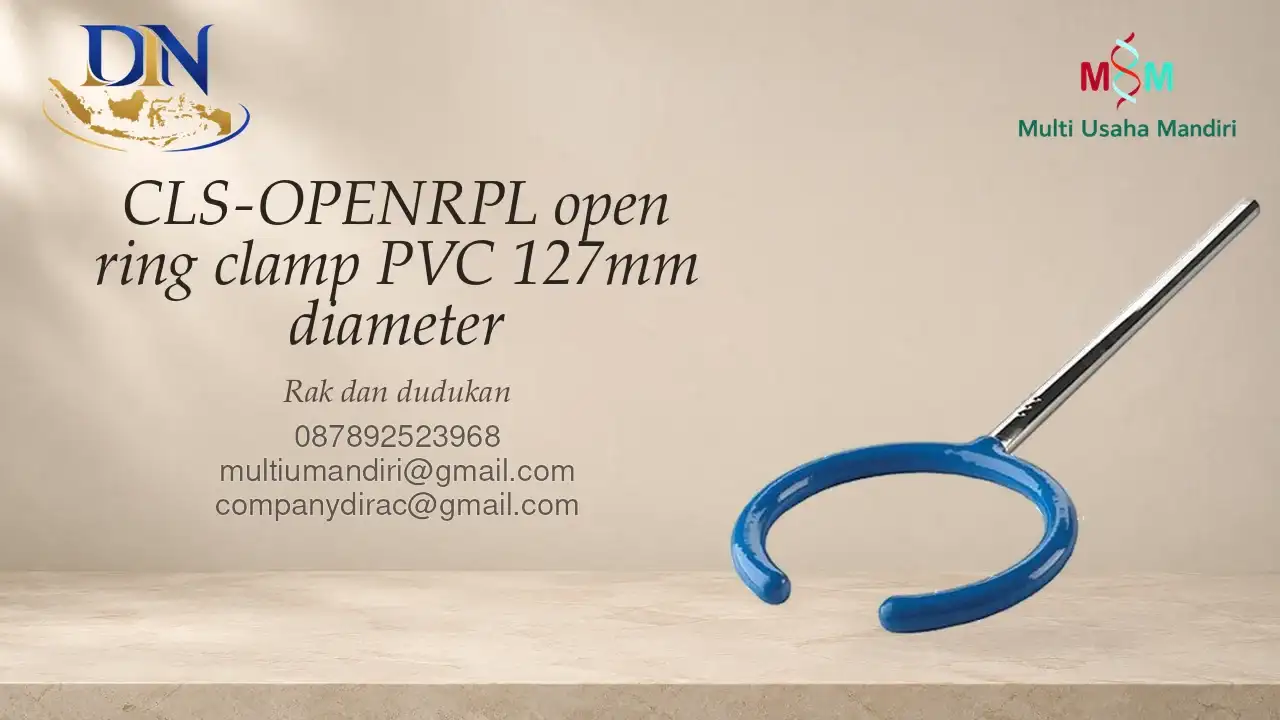 DIN
MSM
Multi Usaha Mandiri
CLS-OPENRPL open
ring clamp PVC 127mm
diameter
Rak dan dudukan
087892523968
multiumandiri@gmail.com
companydirac@gmail.com